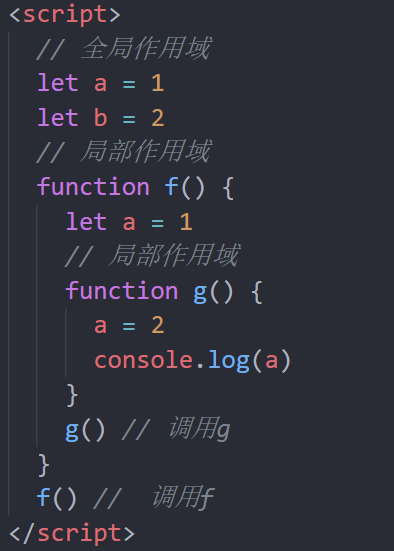 <script>
// 全局作用域
let a = 1
let b = 2
// 局部作用域
function f() {
let a = 1
// 局部作用域
function g() {
a = 2
console.log(a)
}
g() // 调用g
}
f() //  调用f
</script>